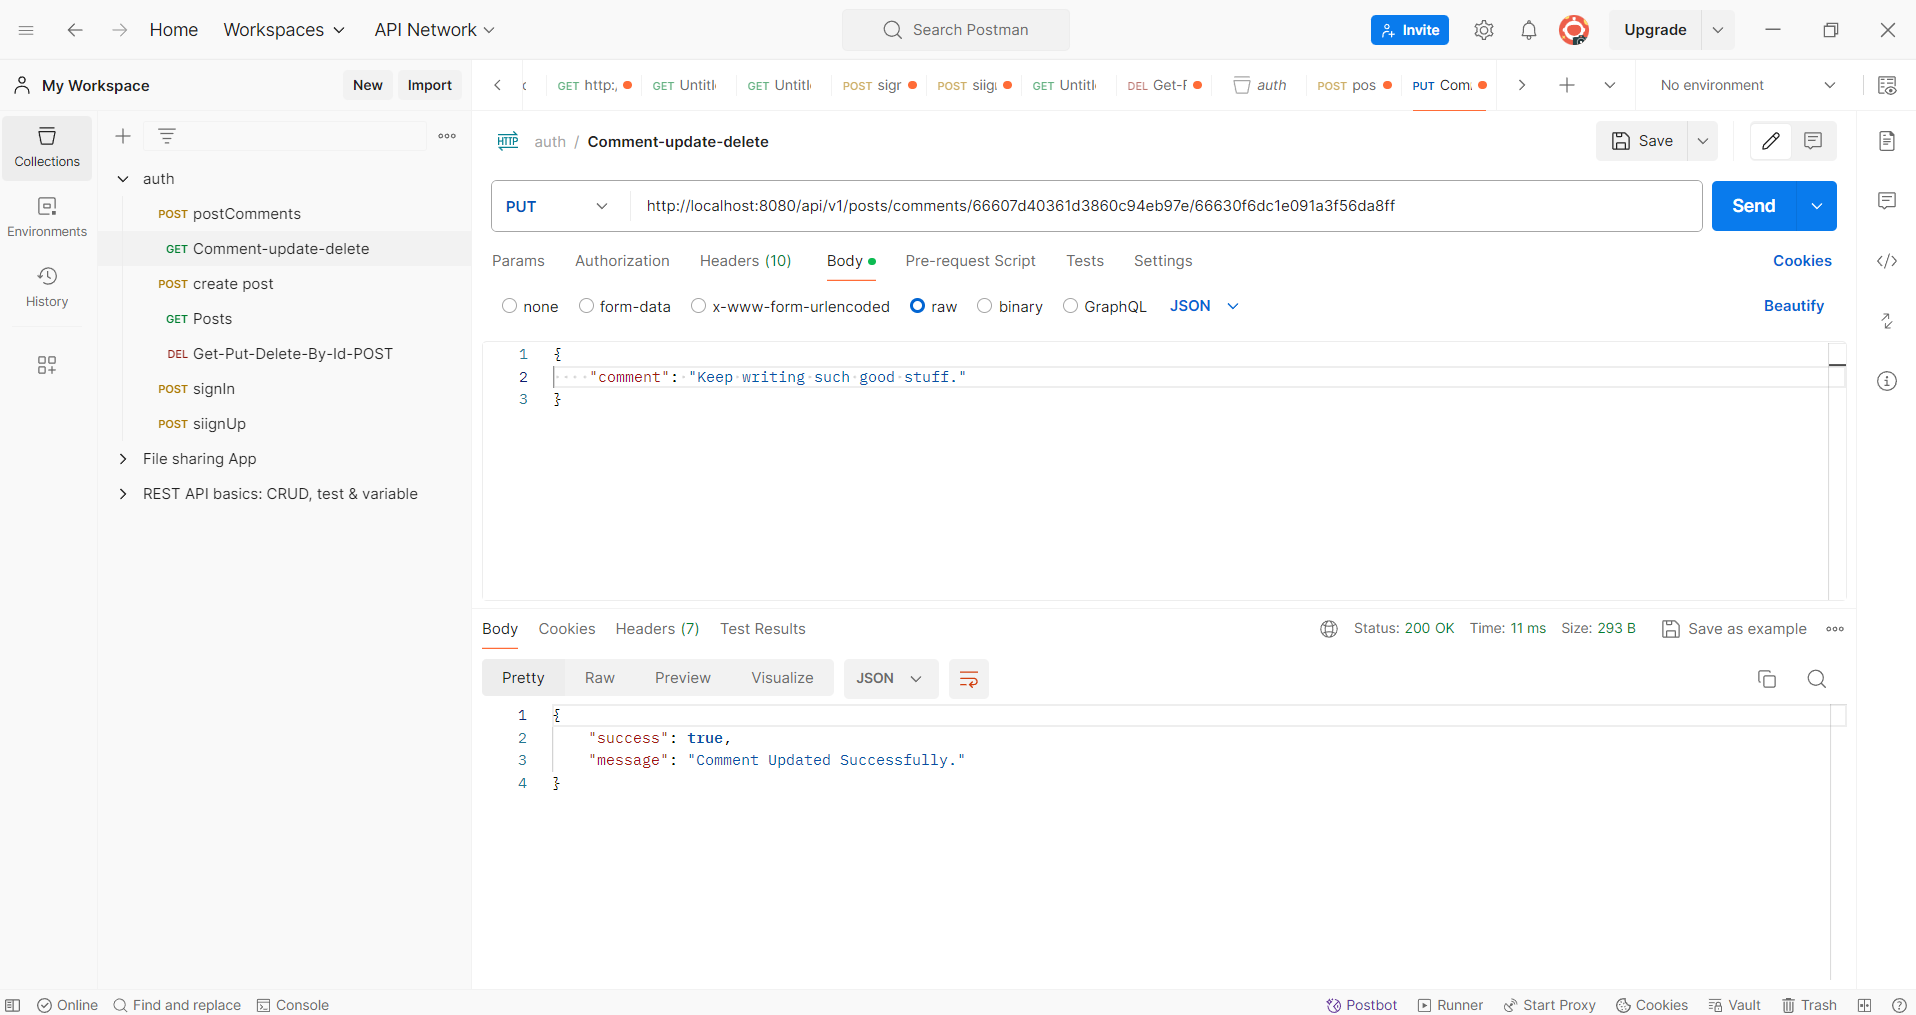 Home
Workspaces
API Network
Search Postman
Invite
Upgrade
My Workspace
New
Import
GET http:
GET Untitl
GET Untitl
POST sigr
POST siig
GET Untitl
DEL Get-P
auth
POST pos
PUT Com
No environment
Collections
Environments
History
auth
POST postComments
GET Comment-update-delete
POST create post
GET Posts
DEL Get-Put-Delete-By-Id-POST
POST signIn
POST siignUp
File sharing App
REST API basics: CRUD, test & variable
HTTP auth / Comment-update-delete
Save
PUT
http://localhost:8080/api/v1/posts/comments/66607d40361d3860c94eb97e/66630f6dc1e091a3f56da8ff
Send
Params Authorization Headers (10) Body Pre-request Script Tests Settings
Cookies
none form-data x-www-form-urlencoded raw binary GraphQL JSON
Beautify
1 {
2 "comment": "Keep writing such good stuff."
3 }
Body Cookies Headers (7) Test Results
Status: 200 OK Time: 11 ms Size: 293 B
Save as example
Pretty Raw Preview Visualize
JSON
1 {
2 "success": true,
3 "message": "Comment Updated Successfully."
4 }
Online
Find and replace
Console
Postbot
Runner
Start Proxy
Cookies
Vault
Trash